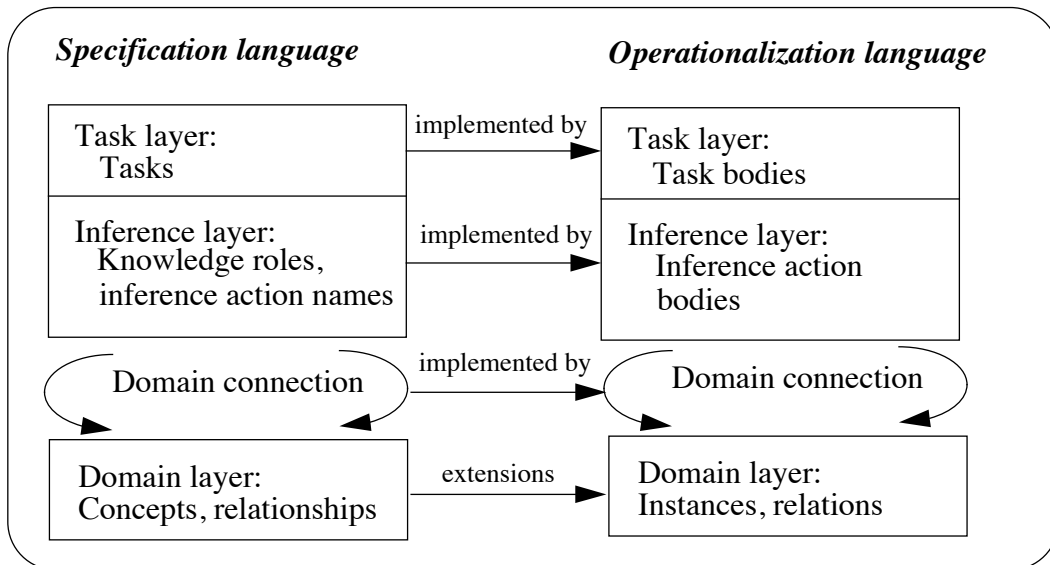 Specification language
Operationalization language
Task layer:
Tasks
implemented by
Task layer:
Task bodies
Inference layer:
Knowledge roles,
inference action names
implemented by
Inference layer:
Inference action
bodies
Domain connection
implemented by
Domain connection
Domain layer:
Concepts, relationships
extensions
Domain layer:
Instances, relations